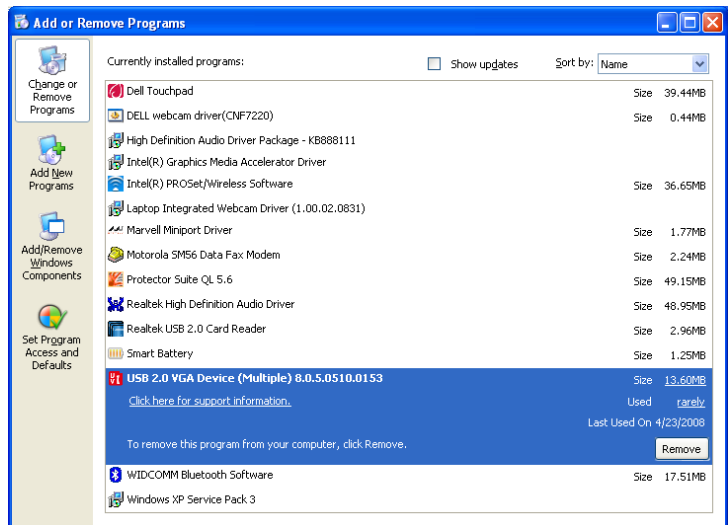 Add or Remove Programs
Change or
Remove
Programs
Add New
Programs
Add/Remove
Windows
Components
Set Program
Access and
Defaults
Currently installed programs:
Show updates
Sort by: Name
Dell Touchpad Size 39.44MB
DELL webcam driver(CNF7220) Size 0.44MB
High Definition Audio Driver Package - KB888111
Intel(R) Graphics Media Accelerator Driver
Intel(R) PROSet/Wireless Software Size 36.65MB
Laptop Integrated Webcam Driver (1.00.02.0831)
Marvell Miniport Driver Size 1.77MB
Motorola SM56 Data Fax Modem Size 2.24MB
Protector Suite QL 5.6 Size 49.15MB
Realtek High Definition Audio Driver Size 48.95MB
Realtek USB 2.0 Card Reader Size 2.96MB
Smart Battery Size 1.25MB
USB 2.0 VGA Device (Multiple) 8.0.5.0510.0153 Size 13.60MB
Click here for support information. Used rarely
Last Used On 4/23/2008
To remove this program from your computer, click Remove. Remove
WIDCOMM Bluetooth Software Size 17.51MB
Windows XP Service Pack 3